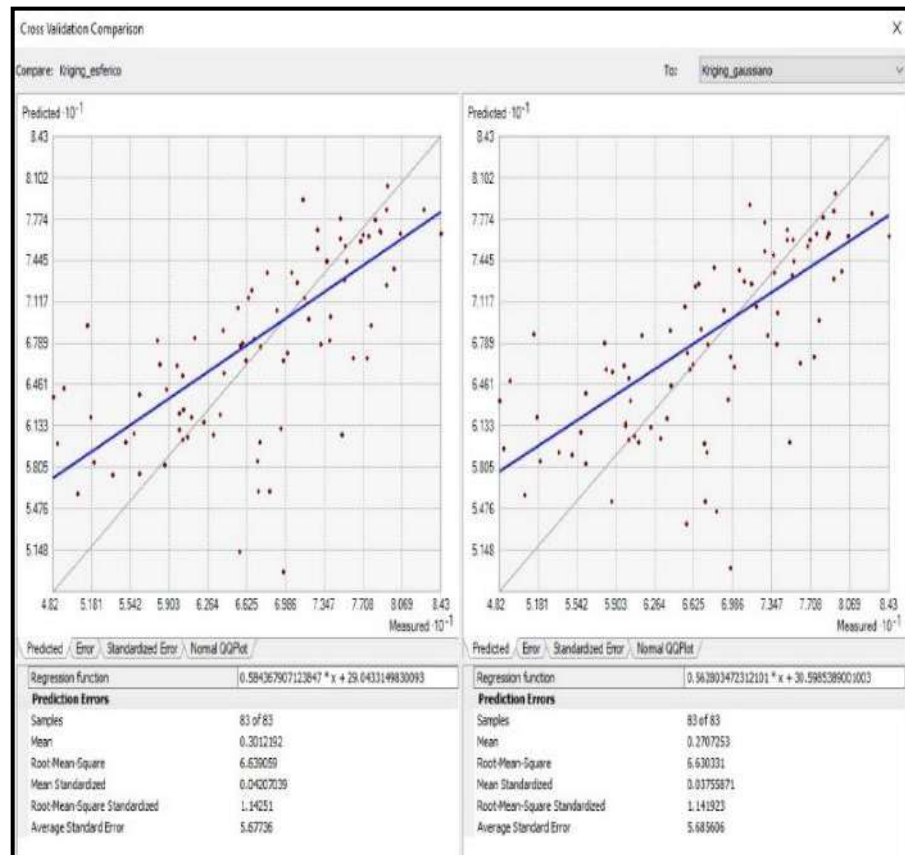 Cross Validation Comparison X
Compare: Kriging_esferico To: Kriging_gaussiano
Predicted ·10⁻¹
8.43
8.102
7.774
7.445
7.117
6.789
6.461
6.133
5.805
5.476
5.148
4.82 5.181 5.542 5.903 6.264 6.625 6.986 7.347 7.708 8.069 8.43
Measured ·10⁻¹
Predicted Error Standardized Error Normal QQPlot
Regression function 0.584367907123847 * x + 29.0433149830093
Prediction Errors
Samples 83 of 83
Mean 0.3012192
Root-Mean-Square 6.639059
Mean Standardized 0.04207039
Root-Mean-Square Standardized 1.14251
Average Standard Error 5.67736
Predicted ·10⁻¹
8.43
8.102
7.774
7.445
7.117
6.789
6.461
6.133
5.805
5.476
5.148
4.82 5.181 5.542 5.903 6.264 6.625 6.986 7.347 7.708 8.069 8.43
Measured ·10⁻¹
Predicted Error Standardized Error Normal QQPlot
Regression function 0.562803472312101 * x + 30.5985389001003
Prediction Errors
Samples 83 of 83
Mean 0.2707253
Root-Mean-Square 6.630331
Mean Standardized 0.03755871
Root-Mean-Square Standardized 1.141923
Average Standard Error 5.685606